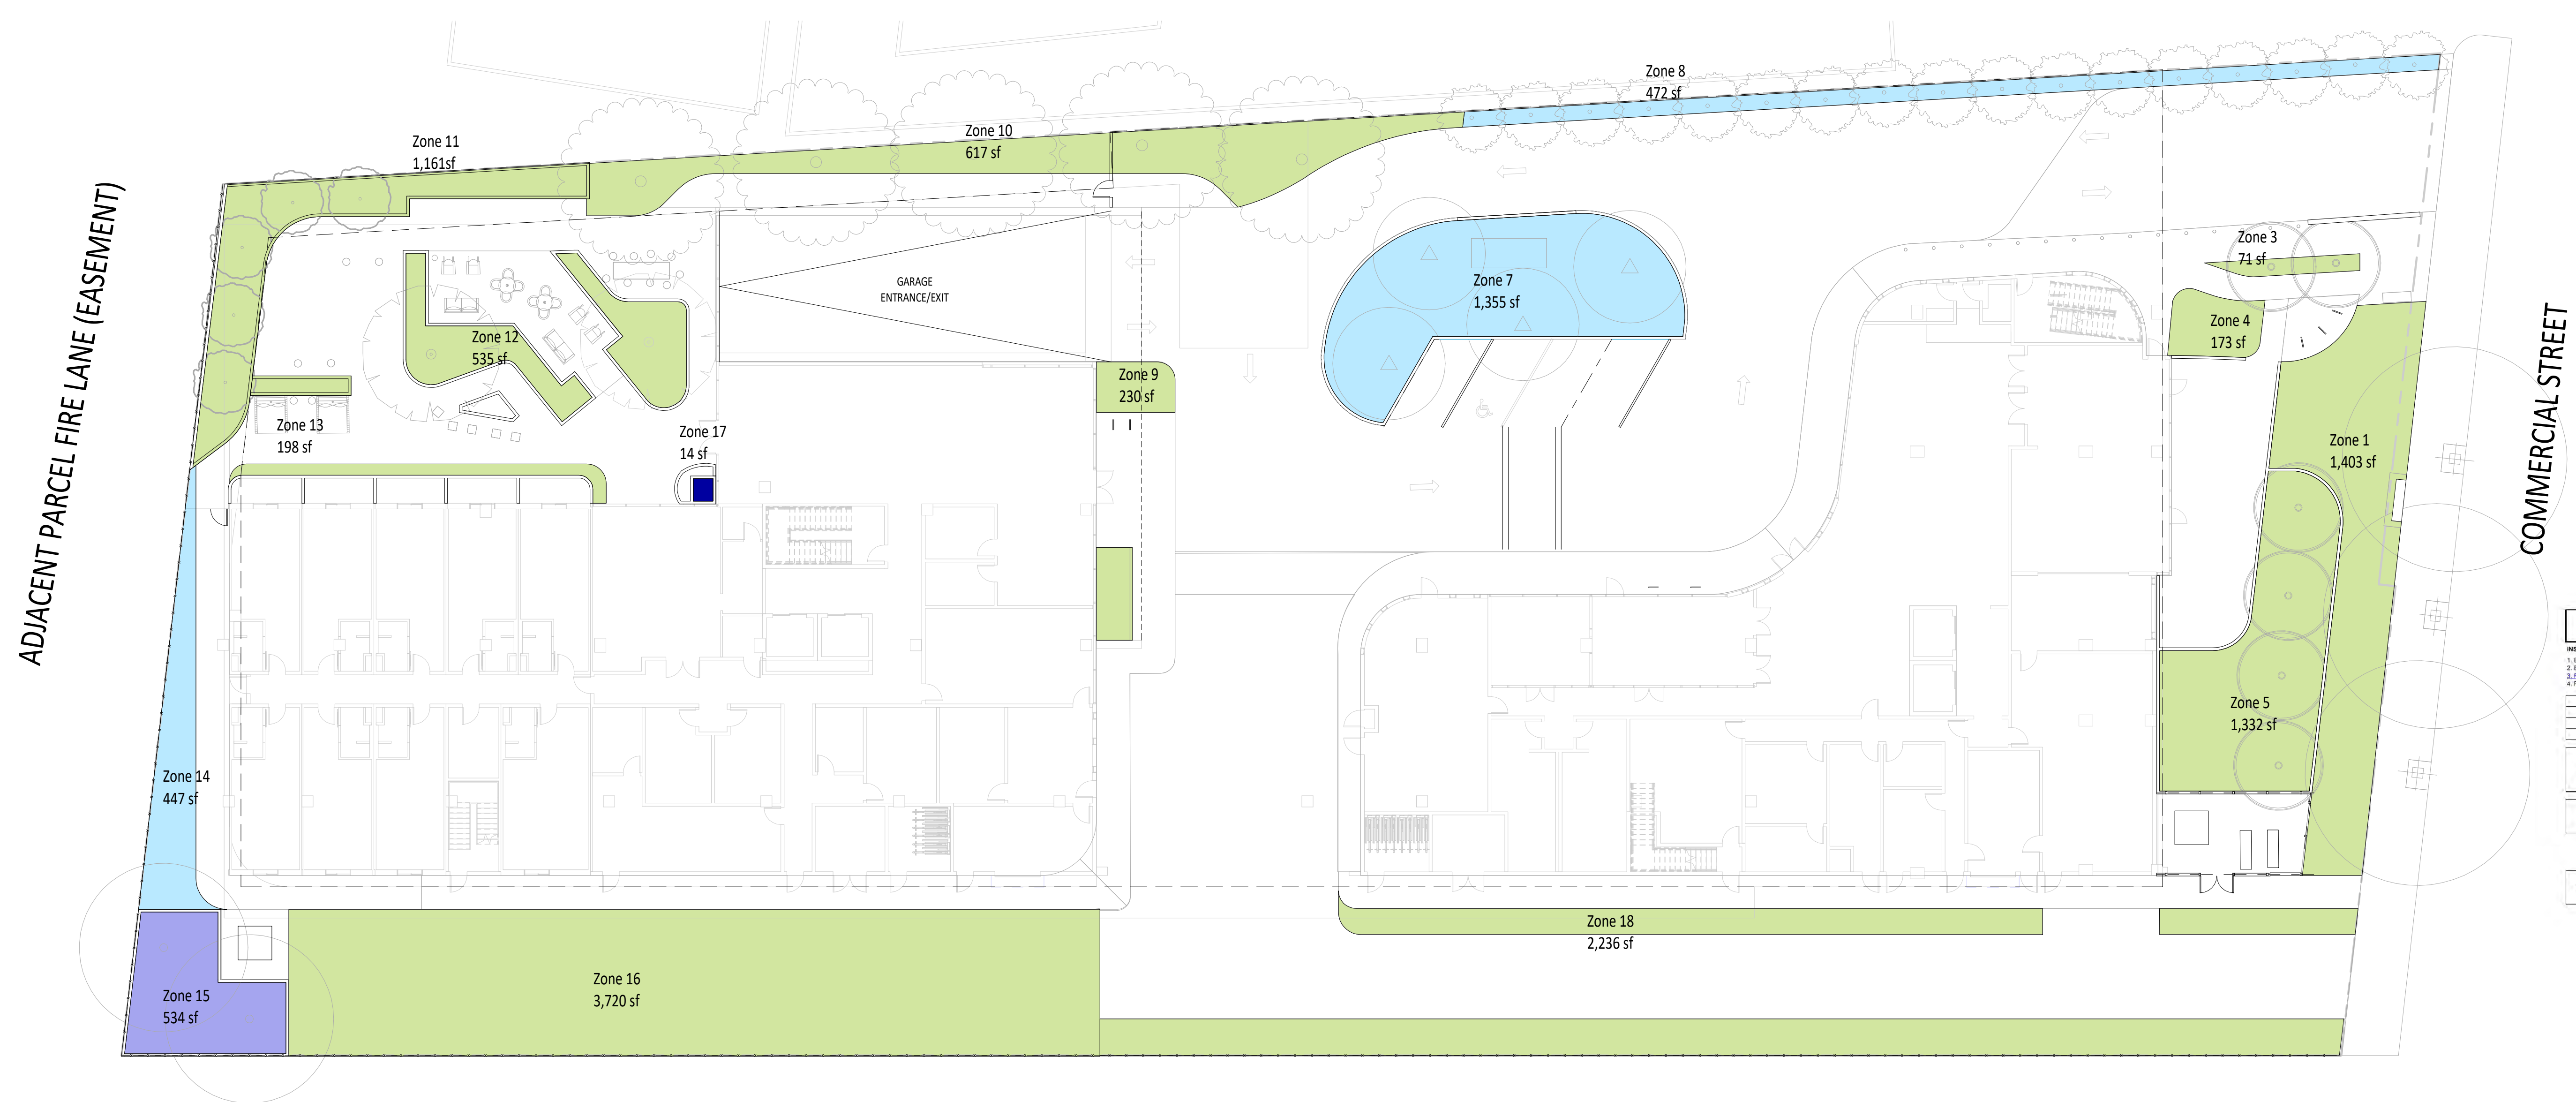 Zone 8
472 sf
Zone 10
617 sf
Zone 11
1,161sf
ADJACENT PARCEL FIRE LANE (EASEMENT)
Zone 3
71 sf
GARAGE
ENTRANCE/EXIT
Zone 7
1,355 sf
Zone 4
173 sf
Zone 12
535 sf
Zone 9
230 sf
COMMERCIAL STREET
Zone 13
198 sf
Zone 17
14 sf
Zone 1
1,403 sf
INS
1. E
3. F
4. F
Zone 5
1,332 sf
Zone 14
447 sf
Zone 18
2,236 sf
Zone 16
3,720 sf
Zone 15
534 sf